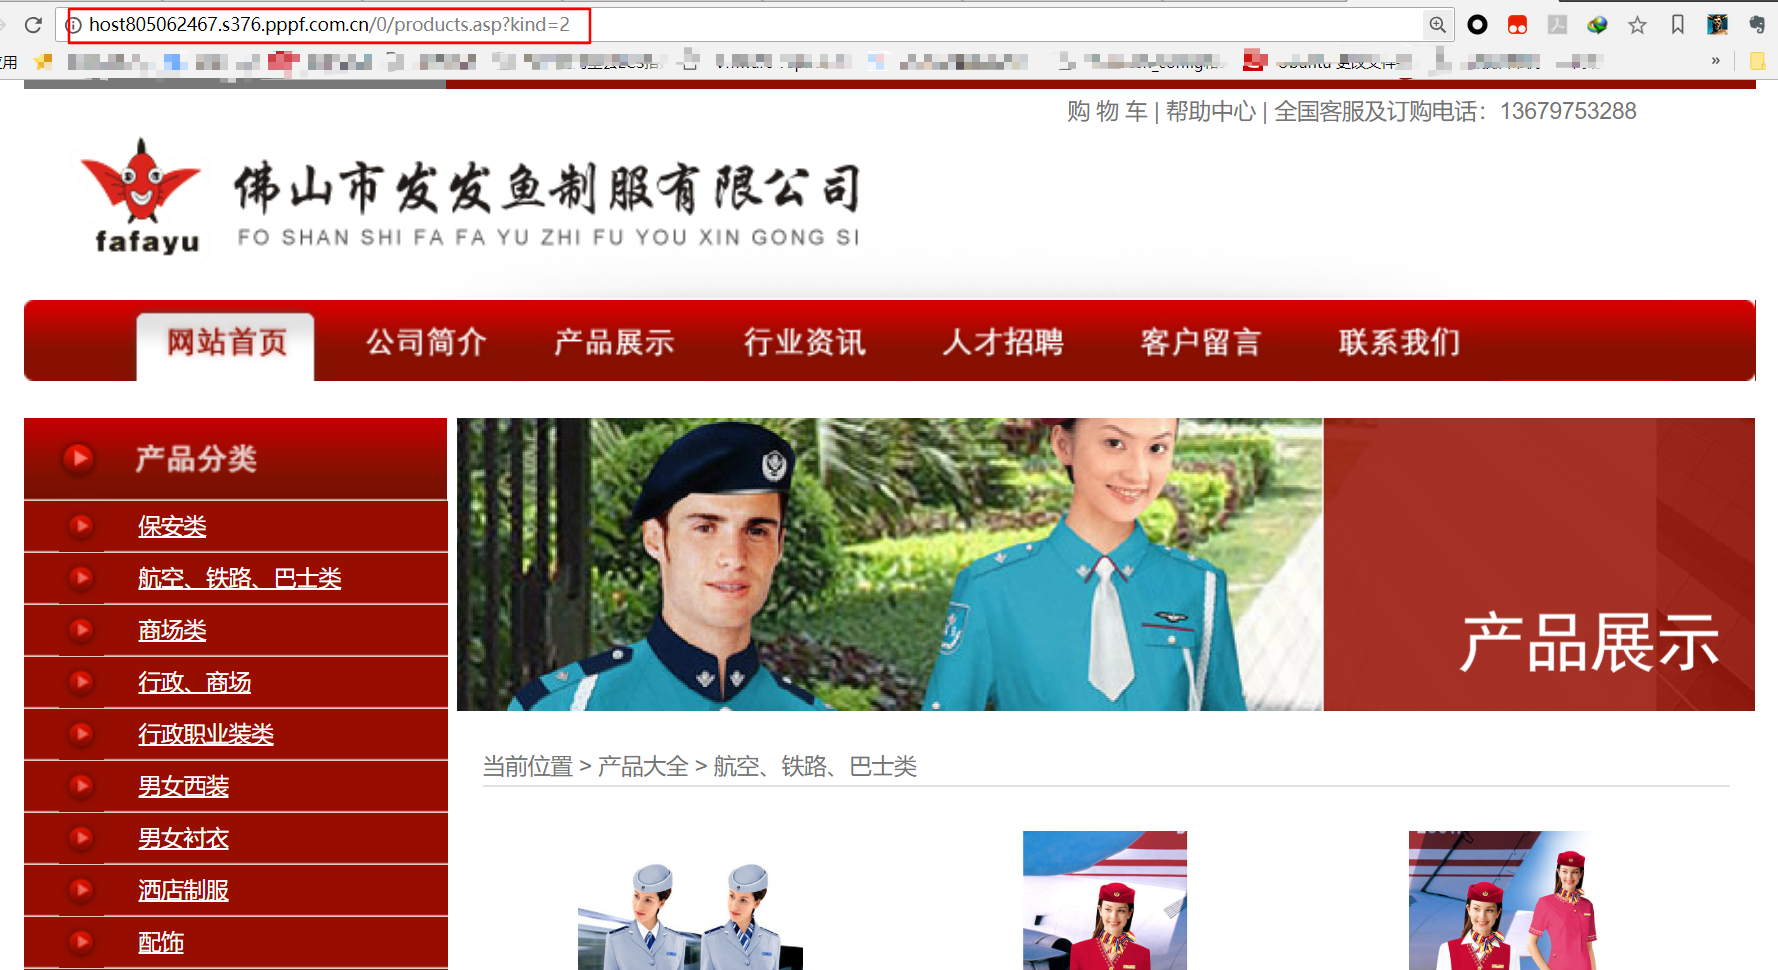 host805062467.s376.pppf.com.cn/0/products.asp?kind=2
购 物 车 | 帮助中心 | 全国客服及订购电话：13679753288
佛山市发发鱼制服有限公司
FO SHAN SHI FA FA YU ZHI FU YOU XIN GONG SI
fafayu
网站首页 公司简介 产品展示 行业资讯 人才招聘 客户留言 联系我们
产品分类
保安类
航空、铁路、巴士类
商场类
行政、商场
行政职业装类
男女西装
男女衬衣
酒店制服
配饰
产品展示
当前位置 > 产品大全 > 航空、铁路、巴士类